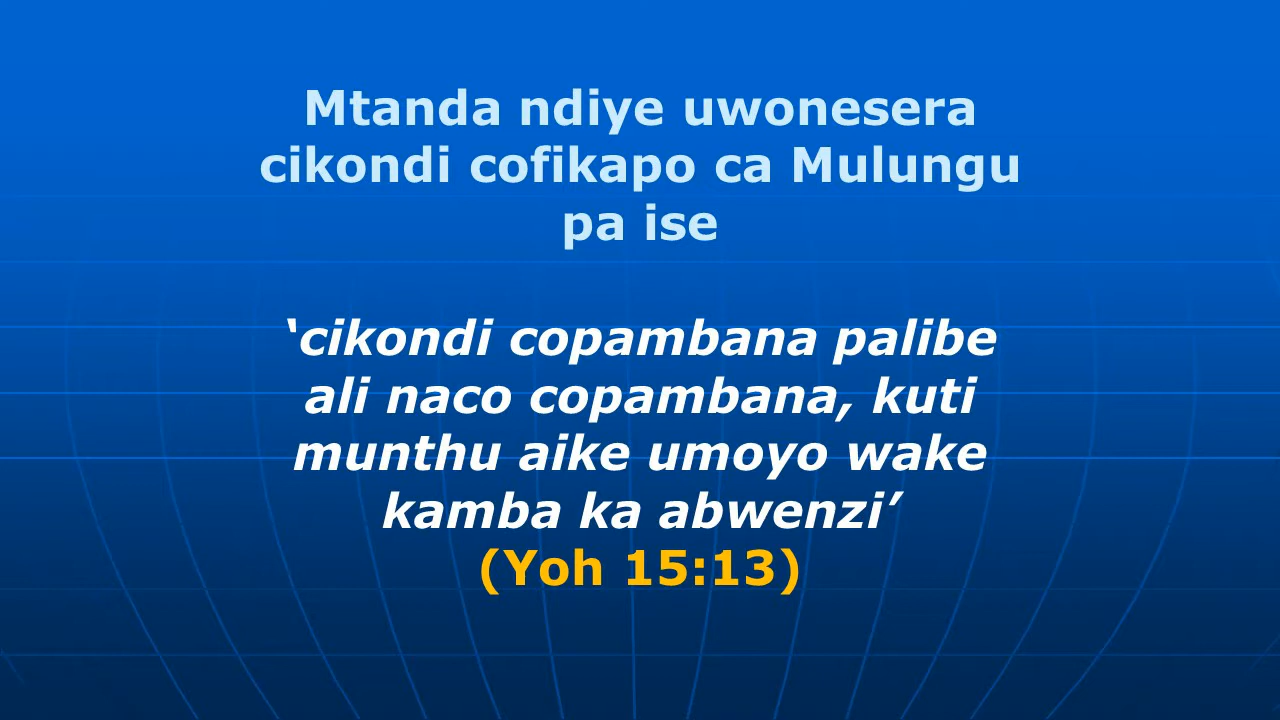 Mtanda ndiye uwonesera
cikondi cofikapo ca Mulungu
pa ise
‘cikondi copambana palibe
ali naco copambana, kuti
munthu aike umoyo wake
kamba ka abwenzi’
(Yoh 15:13)